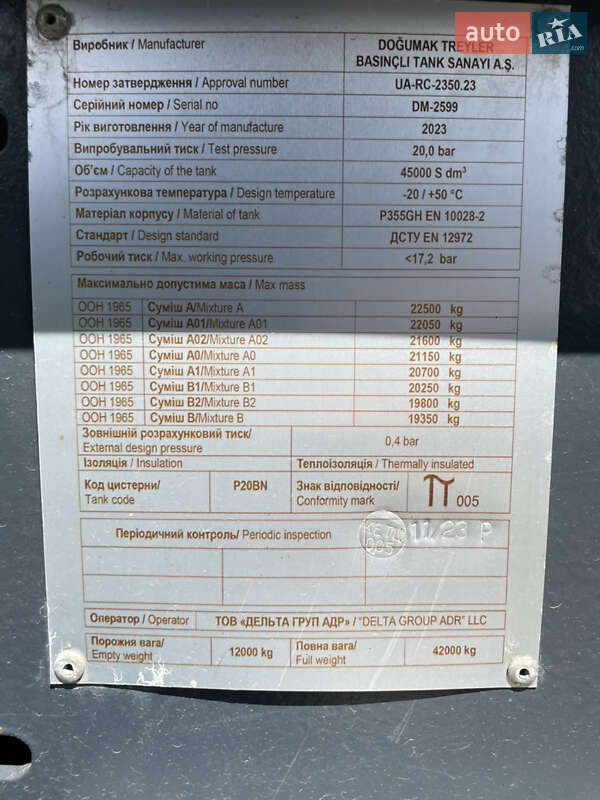 auto RIA .com
Виробник / Manufacturer DOĞUMAK TREYLER
BASINÇLI TANK SANAYI A.Ş.
Номер затвердження / Approval number UA-RC-2350.23
Серійний номер / Serial no DM-2599
Рік виготовлення / Year of manufacture 2023
Випробувальний тиск / Test pressure 20,0 bar
Об'єм / Capacity of the tank 45000 S dm³
Розрахункова температура / Design temperature -20 / +50 °C
Матеріал корпусу / Material of tank P355GH EN 10028-2
Стандарт / Design standard ДСТУ EN 12972
Робочий тиск / Max. working pressure <17,2 bar
Максимально допустима маса / Max mass
ООН 1965 Суміш А/Mixture A 22500 kg
ООН 1965 Суміш А01/Mixture A01 22050 kg
ООН 1965 Суміш А02/Mixture A02 21600 kg
ООН 1965 Суміш А0/Mixture A0 21150 kg
ООН 1965 Суміш А1/Mixture A1 20700 kg
ООН 1965 Суміш В1/Mixture B1 20250 kg
ООН 1965 Суміш В2/Mixture B2 19800 kg
ООН 1965 Суміш В/Mixture B 19350 kg
Зовнішній розрахунковий тиск/
External design pressure 0,4 bar
Ізоляція / Insulation Теплоізоляція / Thermally insulated
Код цистерни/
Tank code P20BN Знак відповідності/
Conformity mark π 005
Періодичний контроль/ Periodic inspection 11/23 P
Оператор / Operator ТОВ «ДЕЛЬТА ГРУП АДР» / "DELTA GROUP ADR" LLC
Порожня вага/
Empty weight 12000 kg Повна вага/
Full weight 42000 kg